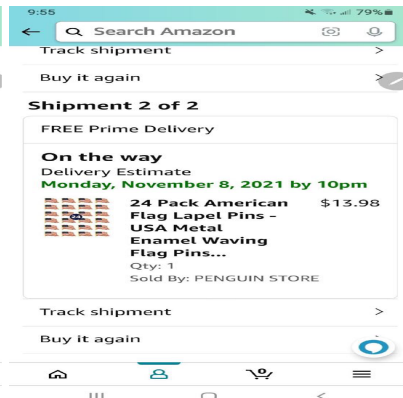 9:55
79%
Search Amazon
Track shipment
Buy it again
Shipment 2 of 2
FREE Prime Delivery
On the way
Delivery Estimate
Monday, November 8, 2021 by 10pm
24 Pack American $13.98
Flag Lapel Pins -
USA Metal
Enamel Waving
Flag Pins...
Qty: 1
Sold By: PENGUIN STORE
Track shipment
Buy it again
0